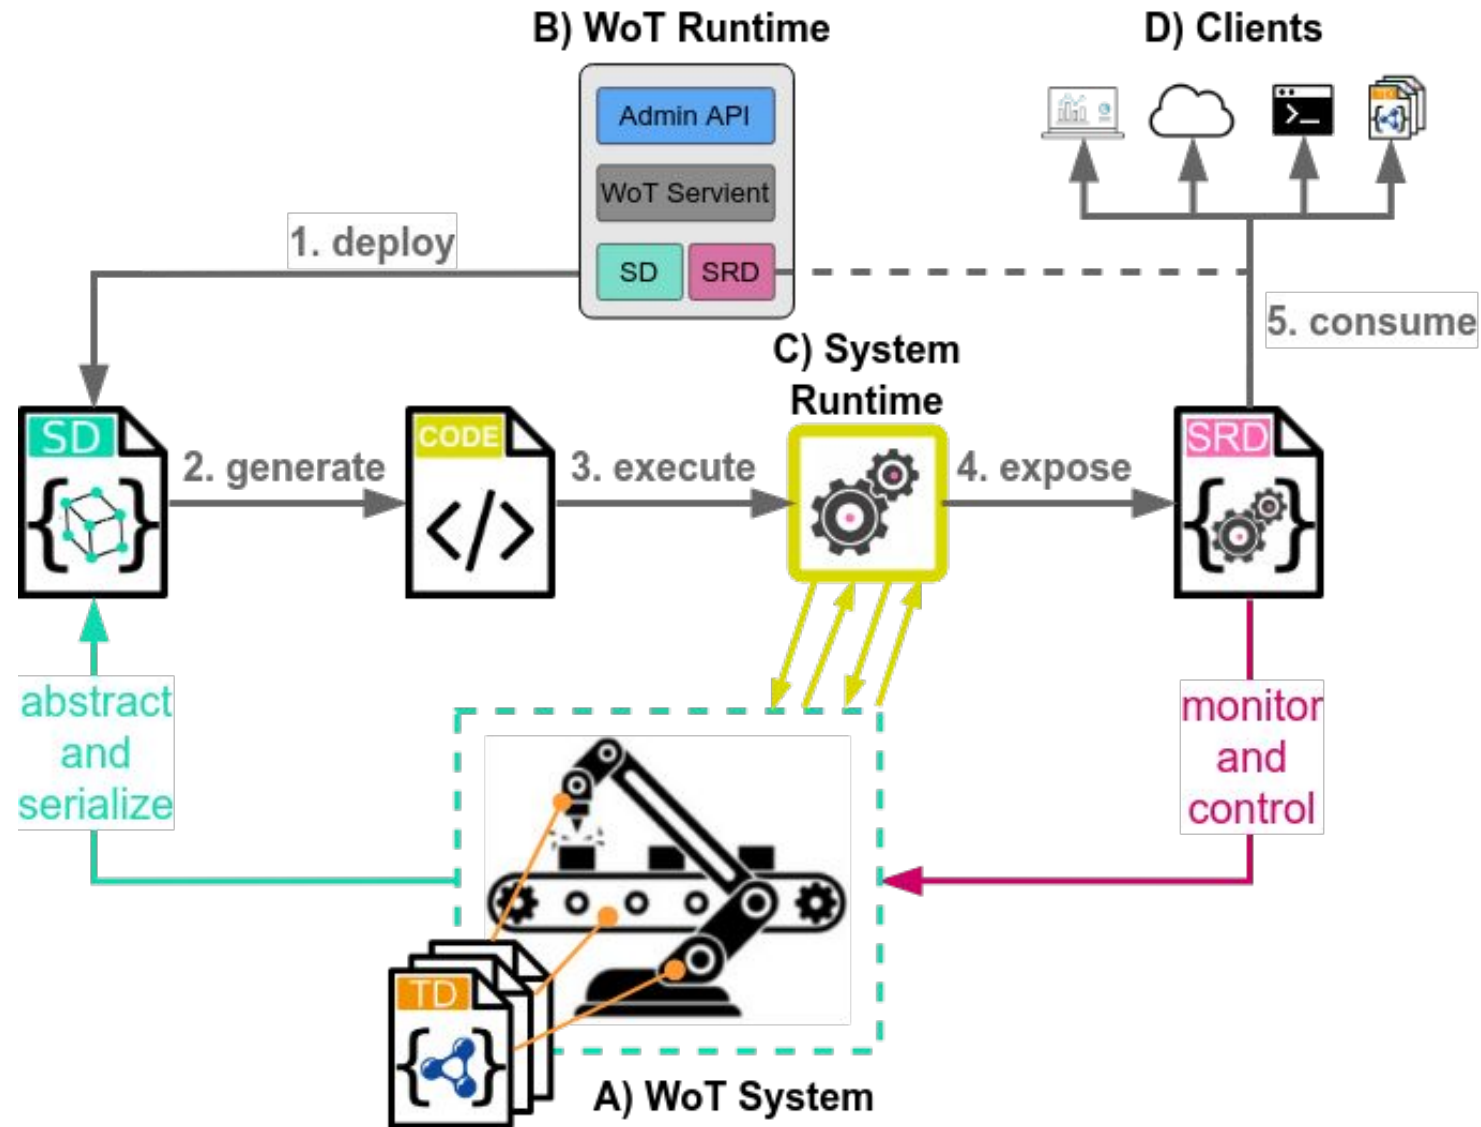 B) WoT Runtime
D) Clients
Admin API
WoT Servient
SD
SRD
TD
1. deploy
5. consume
C) System
Runtime
SD
CODE
</>
SRD
2. generate
3. execute
4. expose
abstract
and
serialize
monitor
and
control
TD
A) WoT System